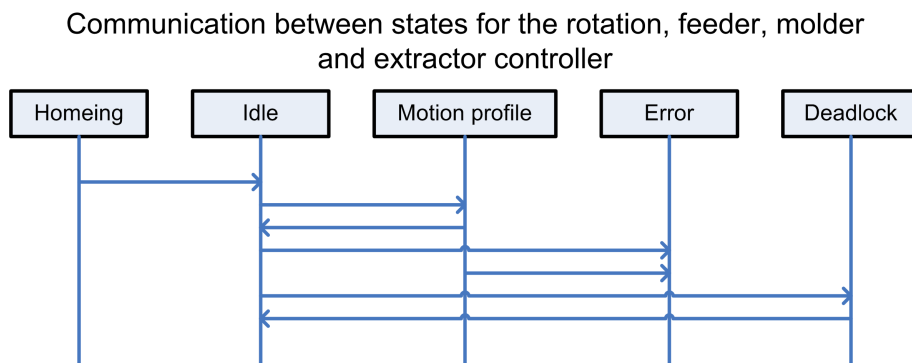 Communication between states for the rotation, feeder, molder
and extractor controller
Homeing
Idle
Motion profile
Error
Deadlock